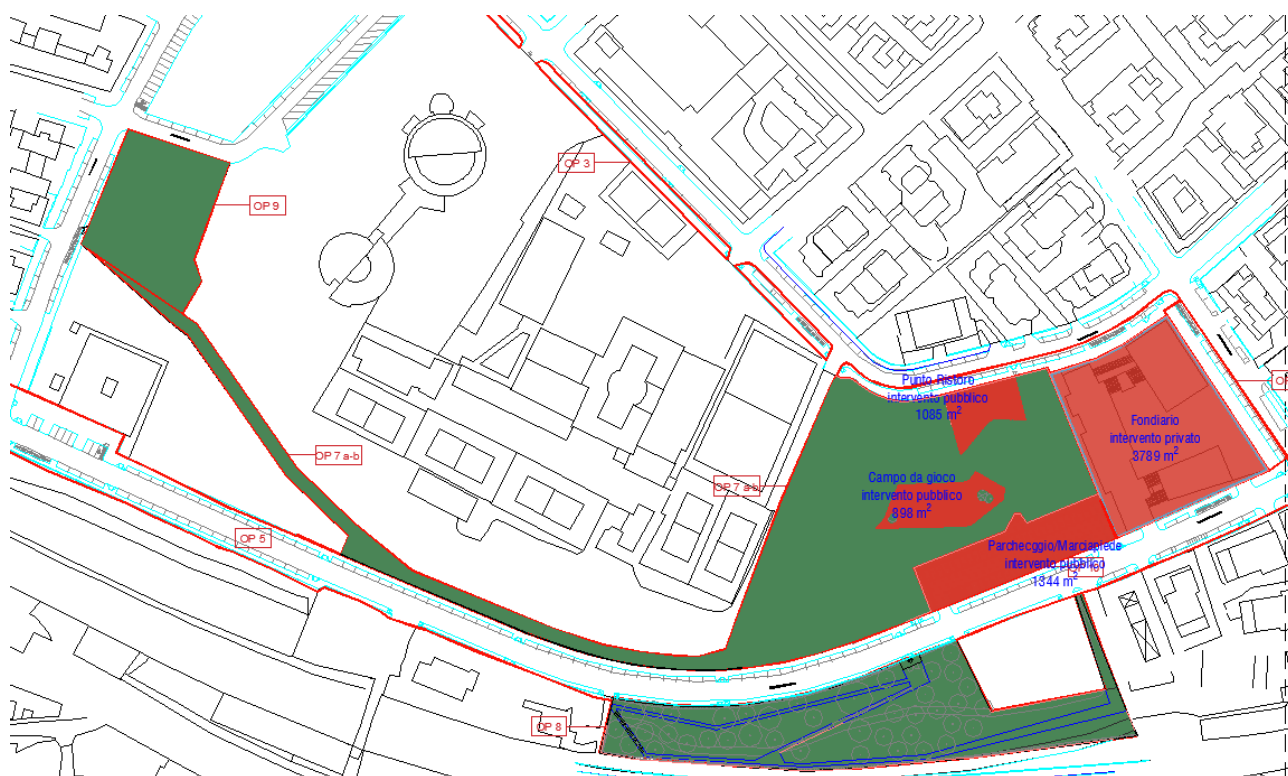 OP 3
OP 9
Punto Ristoro
intervento pubblico
1085 m²
Fondiario
intervento privato
3789 m²
OP 7 a-b
OP 7 a-b
Campo da gioco
intervento pubblico
898 m²
OP 5
Parchecggio/Marciapiede
intervento pubblico
1344 m²
OP 8